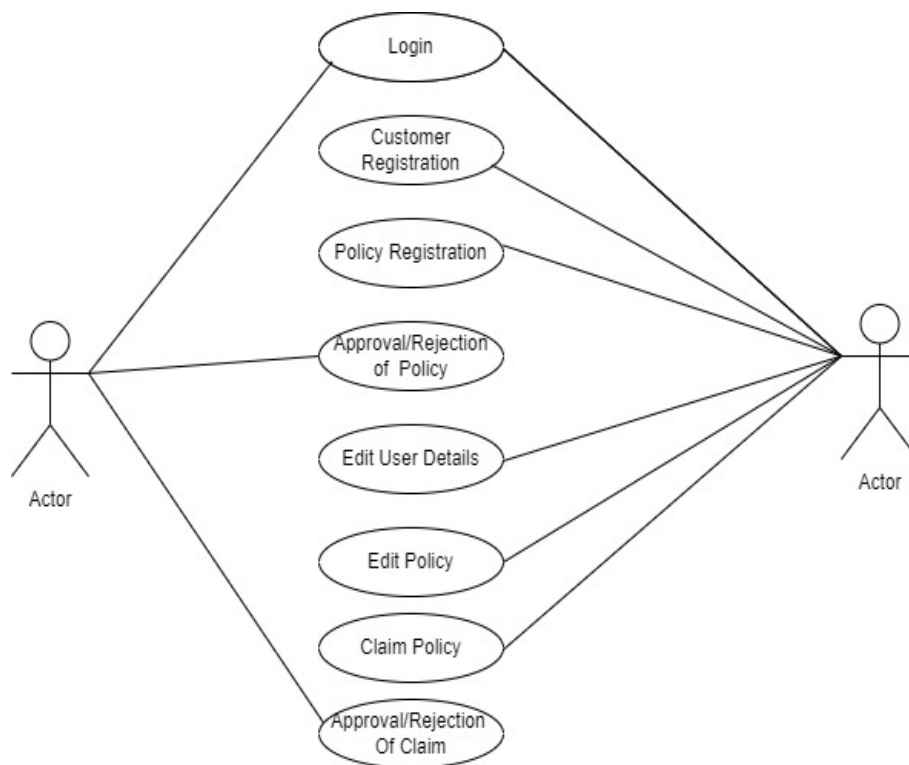 Login
Customer
Registration
Policy Registration
Approval/Rejection
of Policy
Edit User Details
Actor
Actor
Edit Policy
Claim Policy
Approval/Rejection
Of Claim